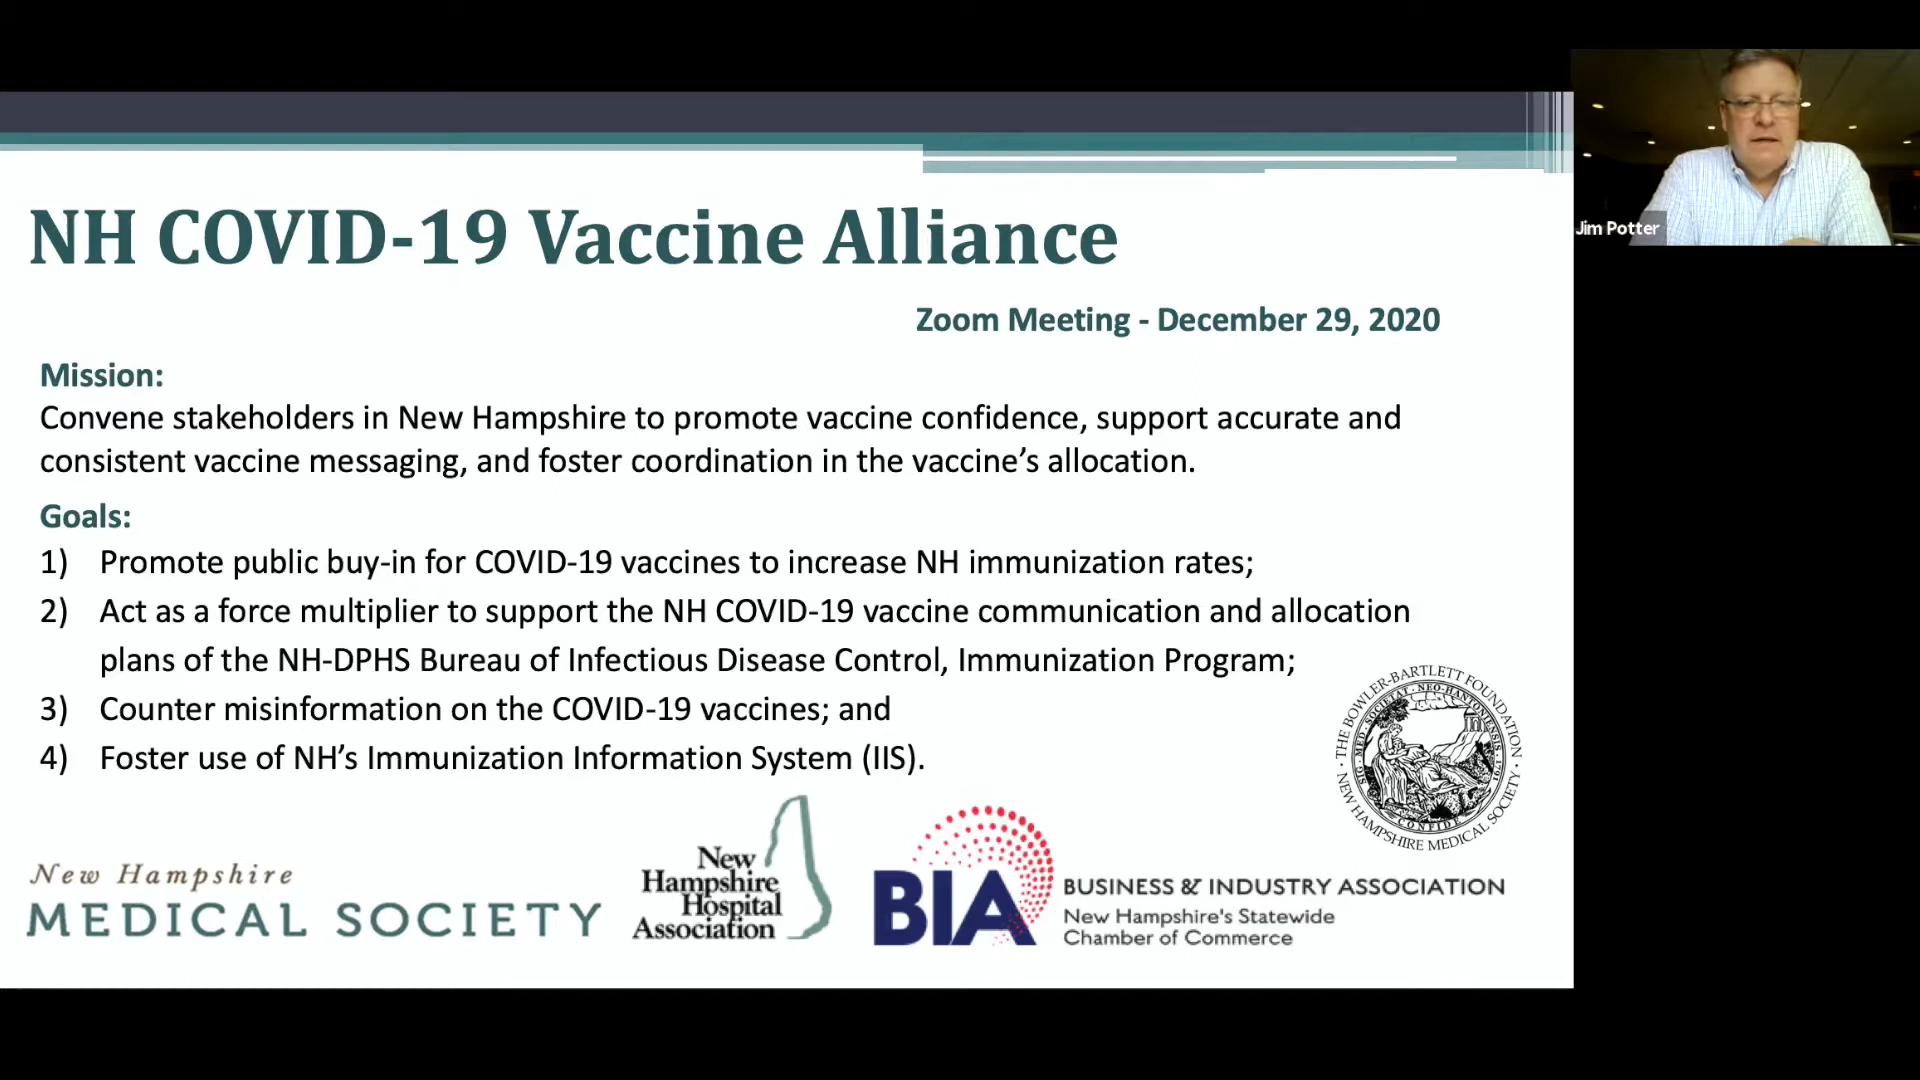 NH COVID-19 Vaccine Alliance
Zoom Meeting - December 29, 2020
Mission:
Convene stakeholders in New Hampshire to promote vaccine confidence, support accurate and
consistent vaccine messaging, and foster coordination in the vaccine's allocation.
Goals:
1) Promote public buy-in for COVID-19 vaccines to increase NH immunization rates;
2) Act as a force multiplier to support the NH COVID-19 vaccine communication and allocation
plans of the NH-DPHS Bureau of Infectious Disease Control, Immunization Program;
3) Counter misinformation on the COVID-19 vaccines; and
4) Foster use of NH's Immunization Information System (IIS).
New Hampshire
MEDICAL SOCIETY
New
Hampshire
Hospital
Association
BIA
BUSINESS & INDUSTRY ASSOCIATION
New Hampshire's Statewide
Chamber of Commerce
· THE BOWLER-BARTLETT FOUNDATION ·
NEW HAMPSHIRE MEDICAL SOCIETY
SIG · MED · SOCIETAT · NEO-HANTONIENSIS
CONFIDE
Jim Potter